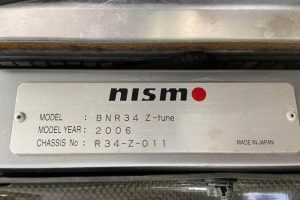 nismo
MODEL : BNR34 Z-tune
MODEL YEAR : 2006
CHASSIS No : R34-Z-011
MADE IN JAPAN